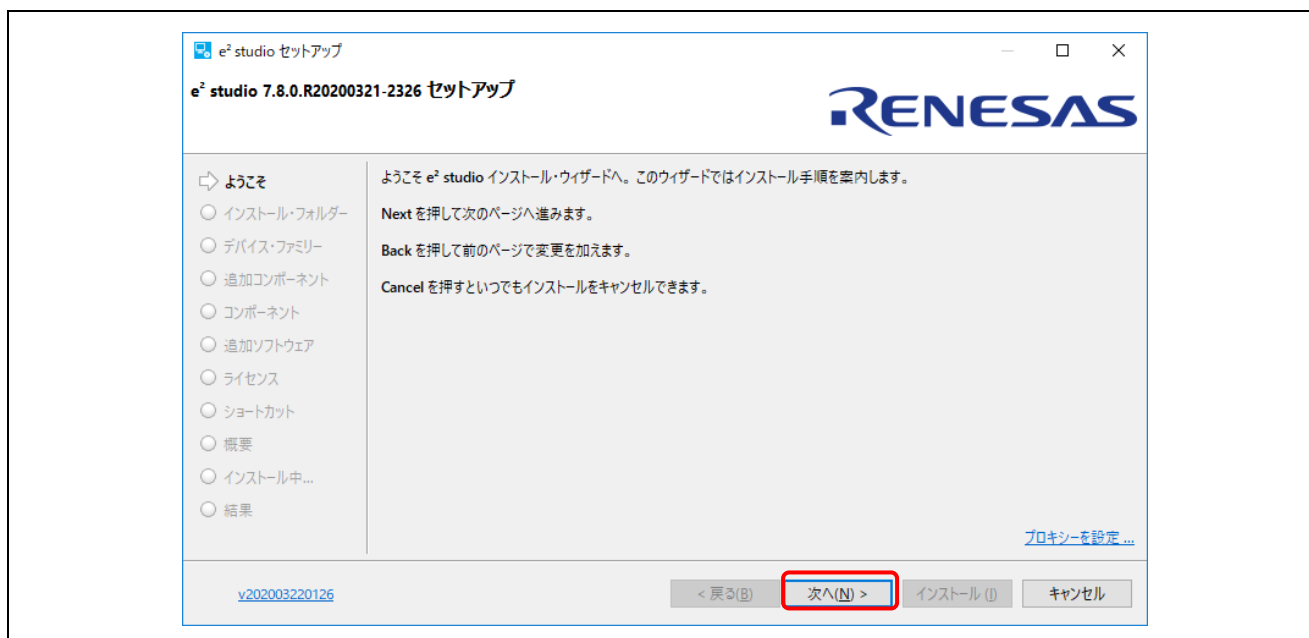 e² studio セットアップ
e² studio 7.8.0.R20200321-2326 セットアップ
RENESAS
ようこそ
インストール・フォルダー
デバイス・ファミリー
追加コンポーネント
コンポーネント
追加ソフトウェア
ライセンス
ショートカット
概要
インストール中...
結果
ようこそ e² studio インストール・ウィザードへ。このウィザードではインストール手順を案内します。
Next を押して次のページへ進みます。
Back を押して前のページで変更を加えます。
Cancel を押すといつでもインストールをキャンセルできます。
プロキシーを設定 ...
v202003220126
< 戻る(B) 次へ(N) > インストール (I) キャンセル